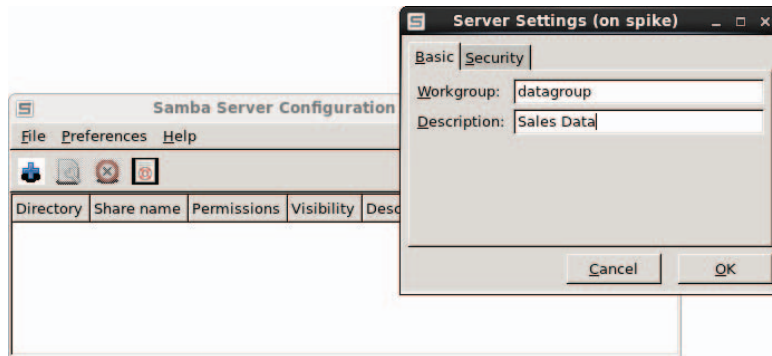 Server Settings (on spike)
Basic Security
Workgroup: datagroup
Description: Sales Data
Cancel OK
Samba Server Configuration
File Preferences Help
Directory Share name Permissions Visibility Desc